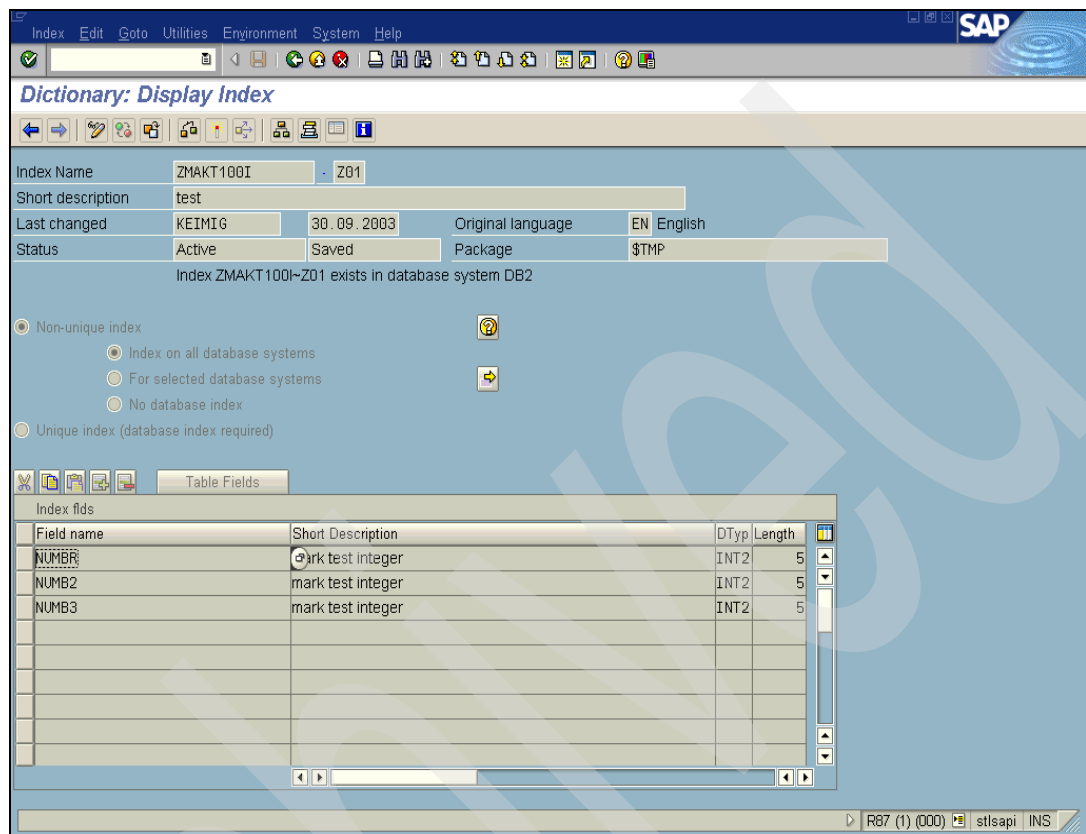 Index Edit Goto Utilities Environment System Help
SAP
Dictionary: Display Index
Index Name ZMAKT100I - Z01
Short description test
Last changed KEIMIG 30.09.2003 Original language EN English
Status Active Saved Package $TMP
Index ZMAKT100I~Z01 exists in database system DB2
Non-unique index
Index on all database systems
For selected database systems
No database index
Unique index (database index required)
Table Fields
Index flds
Field name Short Description DTyp Length
NUMBR ark test integer INT2 5
NUMB2 mark test integer INT2 5
NUMB3 mark test integer INT2 5
R87 (1) (000) stlsapi INS